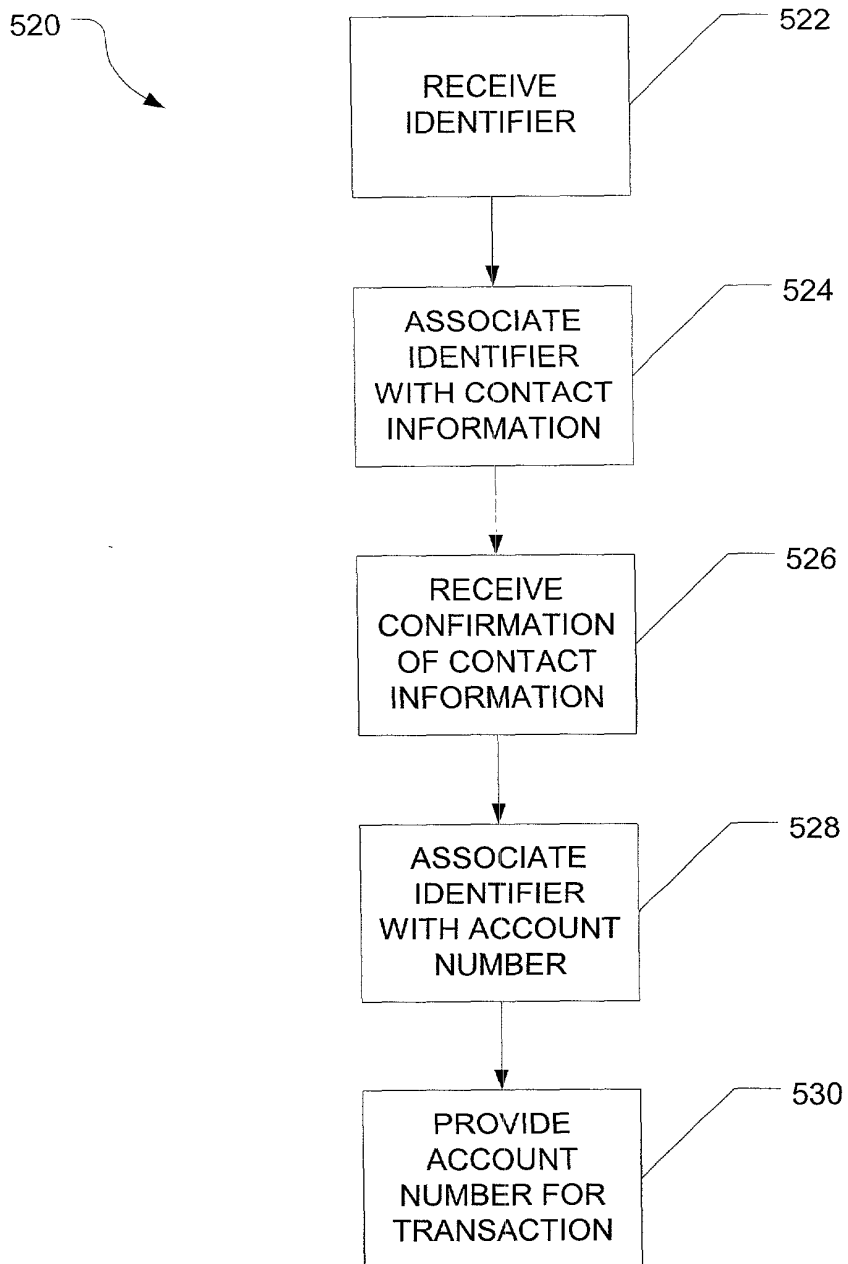 520
522
RECEIVE
IDENTIFIER
524
ASSOCIATE
IDENTIFIER
WITH CONTACT
INFORMATION
526
RECEIVE
CONFIRMATION
OF CONTACT
INFORMATION
528
ASSOCIATE
IDENTIFIER
WITH ACCOUNT
NUMBER
530
PROVIDE
ACCOUNT
NUMBER FOR
TRANSACTION